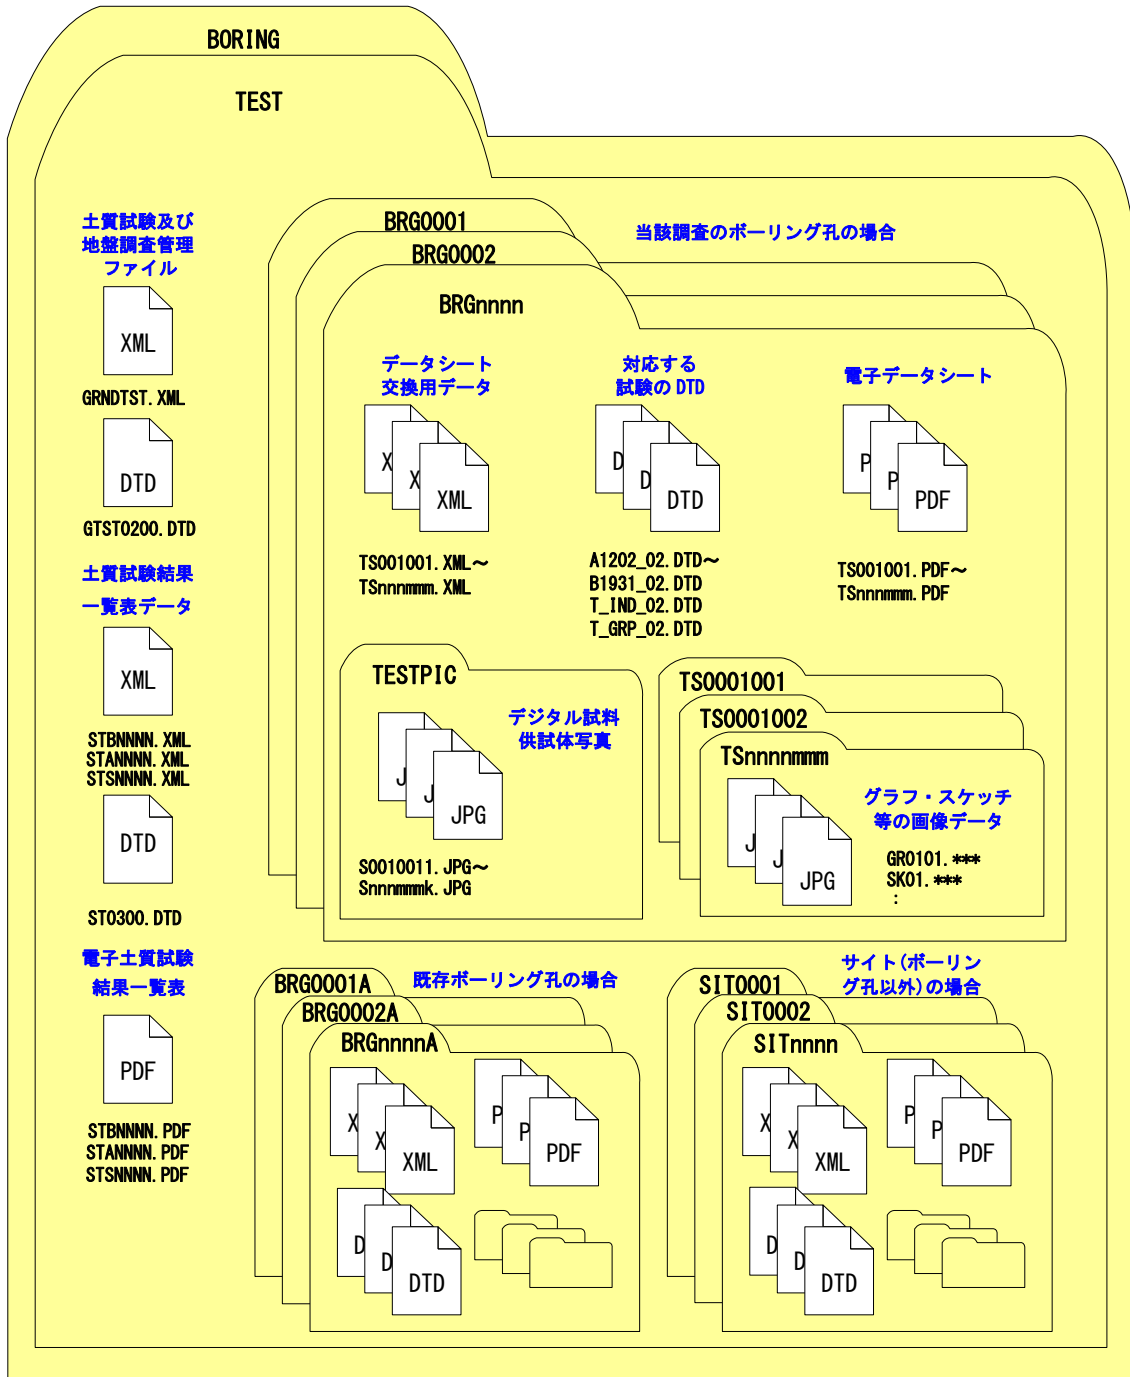 BORING
TEST
土質試験及び
地盤調査管理
ファイル
XML
GRNDTST.XML
DTD
GTST0200.DTD
土質試験結果
一覧表データ
XML
STBNNNN.XML
STANNNN.XML
STSNNNN.XML
DTD
ST0300.DTD
電子土質試験
結果一覧表
PDF
STBNNNN.PDF
STANNNN.PDF
STSNNNN.PDF
BRG0001
当該調査のボーリング孔の場合
BRG0002
BRGnnnn
データシート
交換用データ
X
X
XML
TS001001.XML～
TSnnnmmm.XML
対応する
試験のDTD
D
D
DTD
A1202_02.DTD～
B1931_02.DTD
T_IND_02.DTD
T_GRP_02.DTD
電子データシート
P
P
PDF
TS001001.PDF～
TSnnnmmm.PDF
TESTPIC
デジタル試料
供試体写真
J
J
JPG
S0010011.JPG～
Snnnmmmk.JPG
TS0001001
TS0001002
TSnnnnmmm
グラフ・スケッチ
等の画像データ
J
J
JPG
GR0101.***
SK01.***
:
BRG0001A
既存ボーリング孔の場合
BRG0002A
BRGnnnnA
X
X
XML
P
P
PDF
D
D
DTD
SIT0001
サイト(ボーリン
グ孔以外)の場合
SIT0002
SITnnnn
X
X
XML
P
P
PDF
D
D
DTD